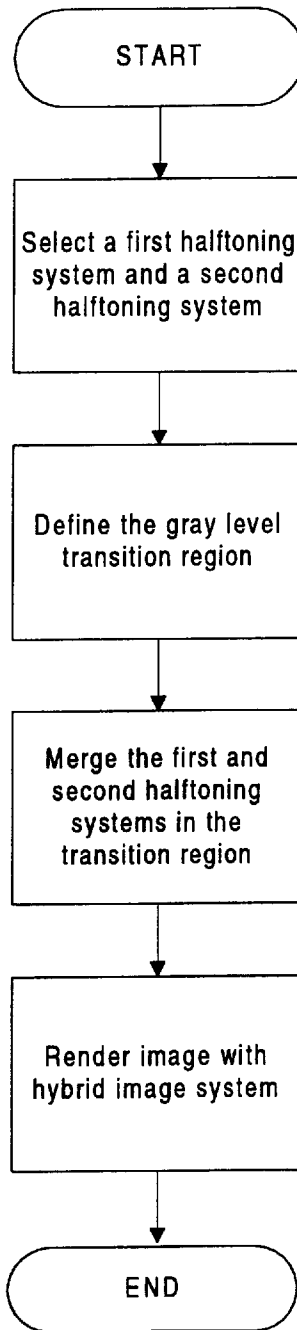 START
Select a first halftoning
system and a second
halftoning system
Define the gray level
transition region
Merge the first and
second halftoning
systems in the
transition region
Render image with
hybrid image system
END